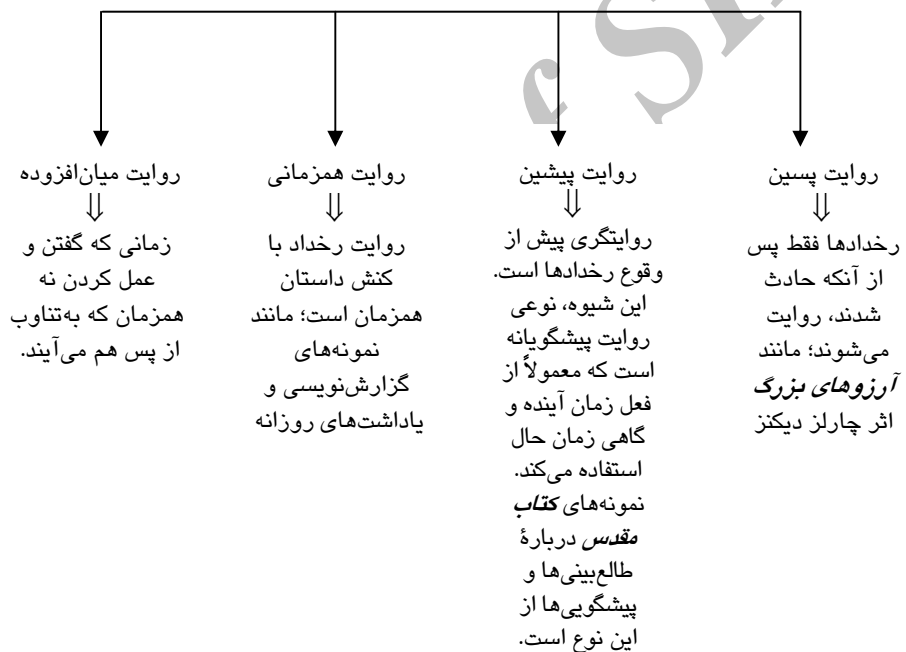 روایت پسین
⇓
رخدادها فقط پس
از آنکه حادث
شدند، روایت
می‌شوند؛ مانند
آرزوهای بزرگ
اثر چارلز دیکنز
روایت پیشین
⇓
روایتگری پیش از
وقوع رخدادها است.
این شیوه، نوعی
روایت پیشگویانه
است که معمولاً از
فعل زمان آینده و
گاهی زمان حال
استفاده می‌کند.
نمونه‌های کتاب
مقدس دربارۀ
طالع‌بینی‌ها و
پیشگویی‌ها از
این نوع است.
روایت همزمانی
⇓
روایت رخداد با
کنش داستان
همزمان است؛ مانند
نمونه‌های
گزارش‌نویسی و
یاداشت‌های روزانه
روایت میان‌افزوده
⇓
زمانی که گفتن و
عمل کردن نه
همزمان که به‌تناوب
از پس هم می‌آیند.